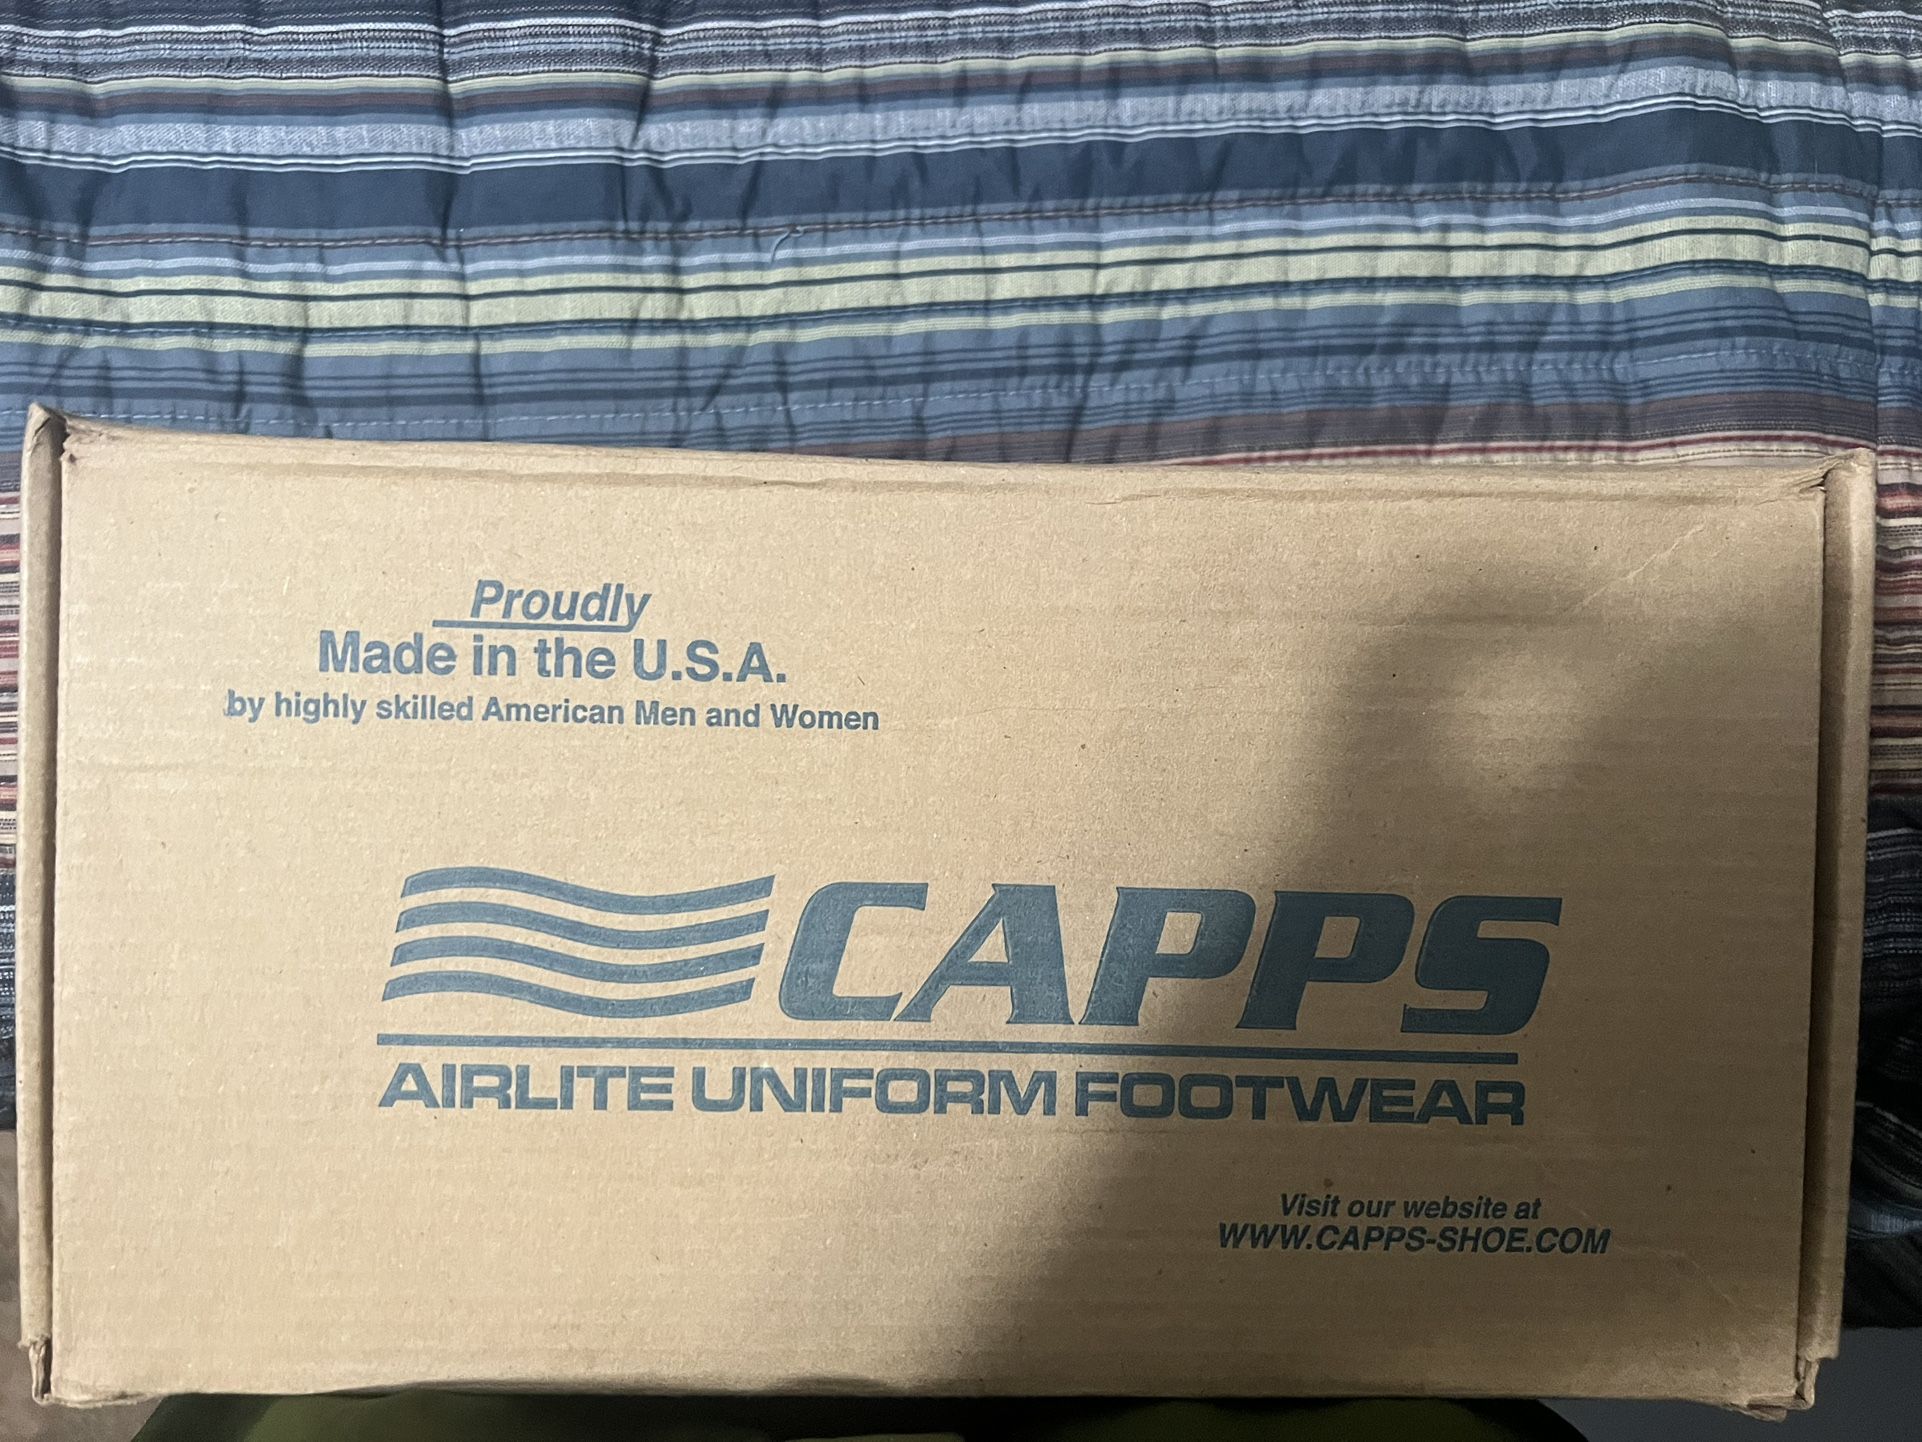 Proudly
Made in the U.S.A.
by highly skilled American Men and Women
CAPPS
AIRLITE UNIFORM FOOTWEAR
Visit our website at
WWW.CAPPS-SHOE.COM